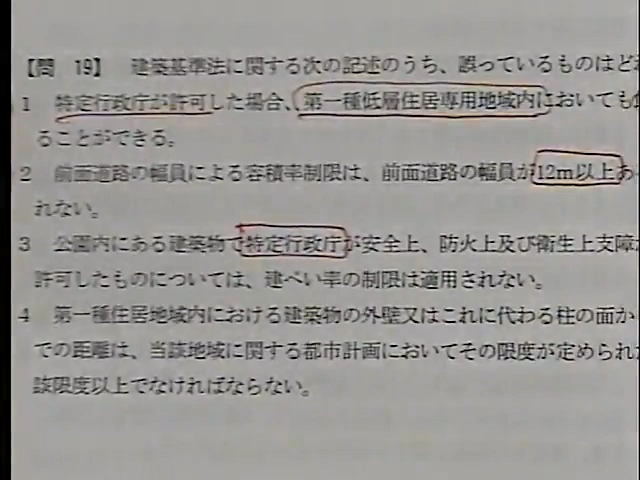 【問 19】 建築基準法に関する次の記述のうち、誤っているものはど
1 特定行政庁が許可した場合、第一種低層住居専用地域内においても
ることができる。
2 前面道路の幅員による容積率制限は、前面道路の幅員が12m以上あ
れない。
3 公園内にある建築物で特定行政庁が安全上、防火上及び衛生上支障
許可したものについては、建ぺい率の制限は適用されない。
4 第一種住居地域内における建築物の外壁又はこれに代わる柱の面か
での距離は、当該地域に関する都市計画においてその限度が定められ
該限度以上でなければならない。